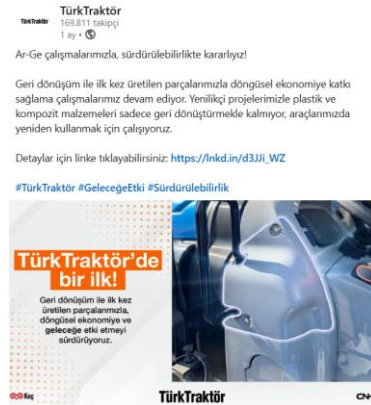 TürkTraktör
TürkTraktör
169.811 takipçi
1 ay •
Ar-Ge çalışmalarımızla, sürdürülebilirlikte kararlıyız!
Geri dönüşüm ile ilk kez üretilen parçalarımızla döngüsel ekonomiye katkı
sağlama çalışmalarımız devam ediyor. Yenilikçi projelerimizle plastik ve
kompozit malzemeleri sadece geri dönüştürmekle kalmıyor, araçlarımızda
yeniden kullanmak için çalışıyoruz.
Detaylar için linke tıklayabilirsiniz: https://lnkd.in/d3JJi_WZ
#TürkTraktör #GeleceğeEtki #Sürdürülebilirlik
TürkTraktör'de
bir ilk!
Geri dönüşüm ile ilk kez
üretilen parçalarımızla,
döngüsel ekonomiye ve
geleceğe etki etmeyi
sürdürüyoruz.
Koç
TürkTraktör
CN